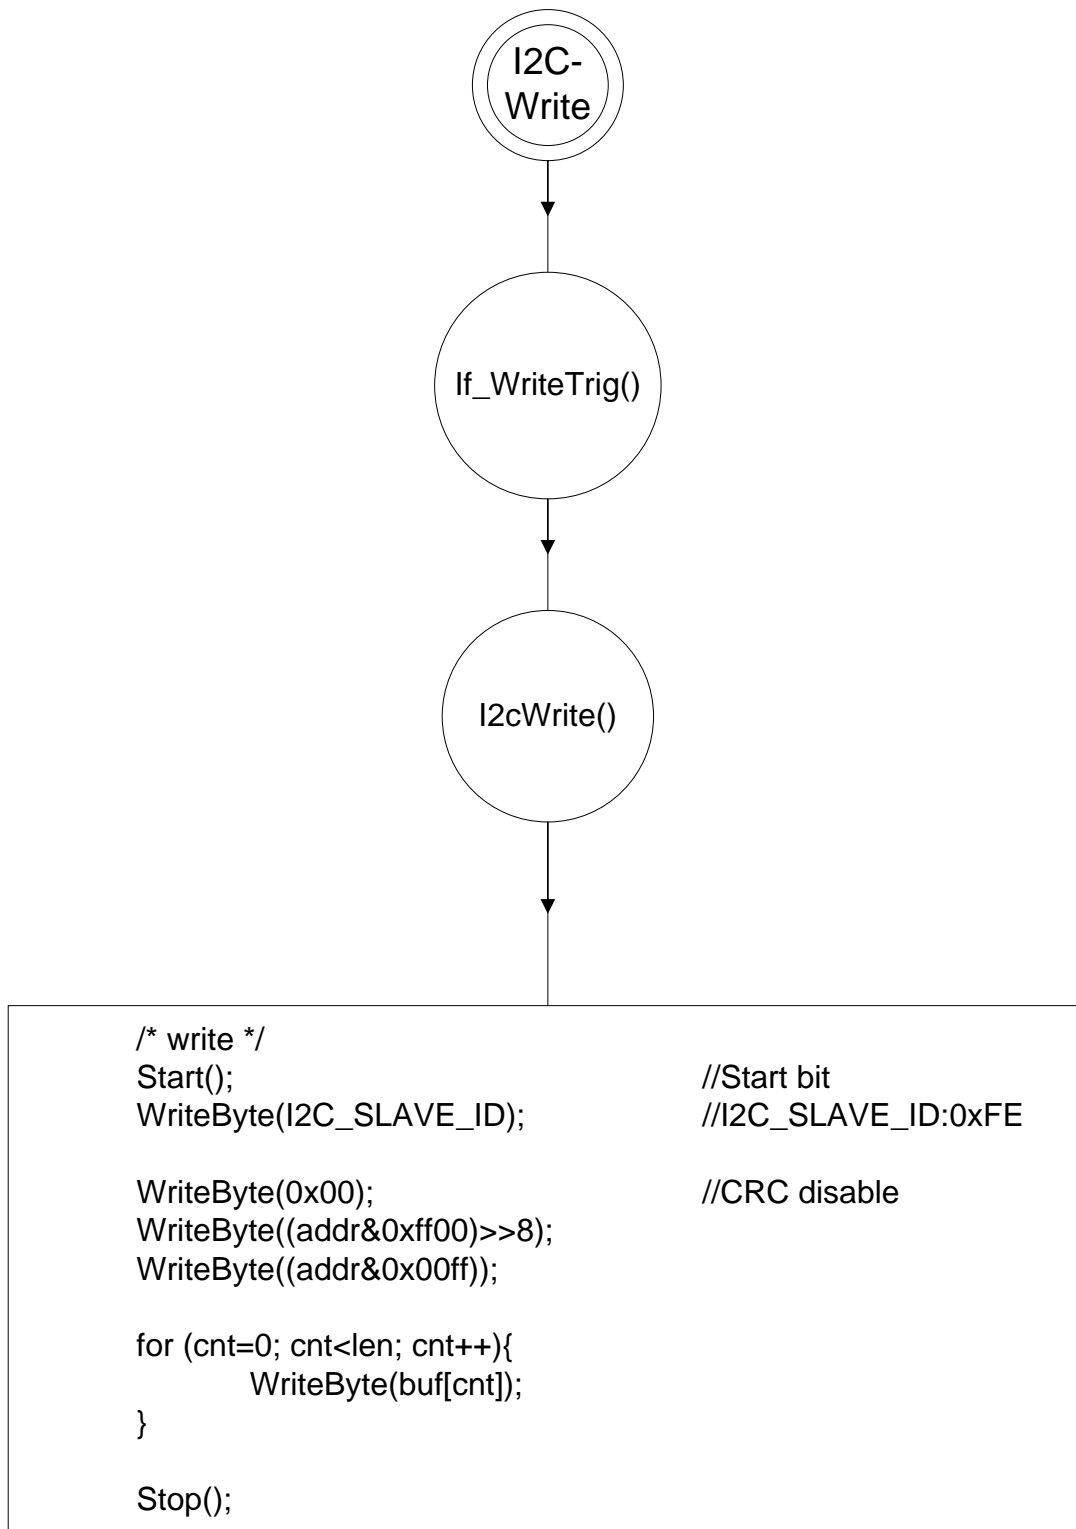 I2C-
Write
If_WriteTrig()
I2cWrite()
/* write */
Start(); //Start bit
WriteByte(I2C_SLAVE_ID); //I2C_SLAVE_ID:0xFE
WriteByte(0x00); //CRC disable
WriteByte((addr&0xff00)>>8);
WriteByte((addr&0x00ff));
for (cnt=0; cnt<len; cnt++){
WriteByte(buf[cnt]);
}
Stop();